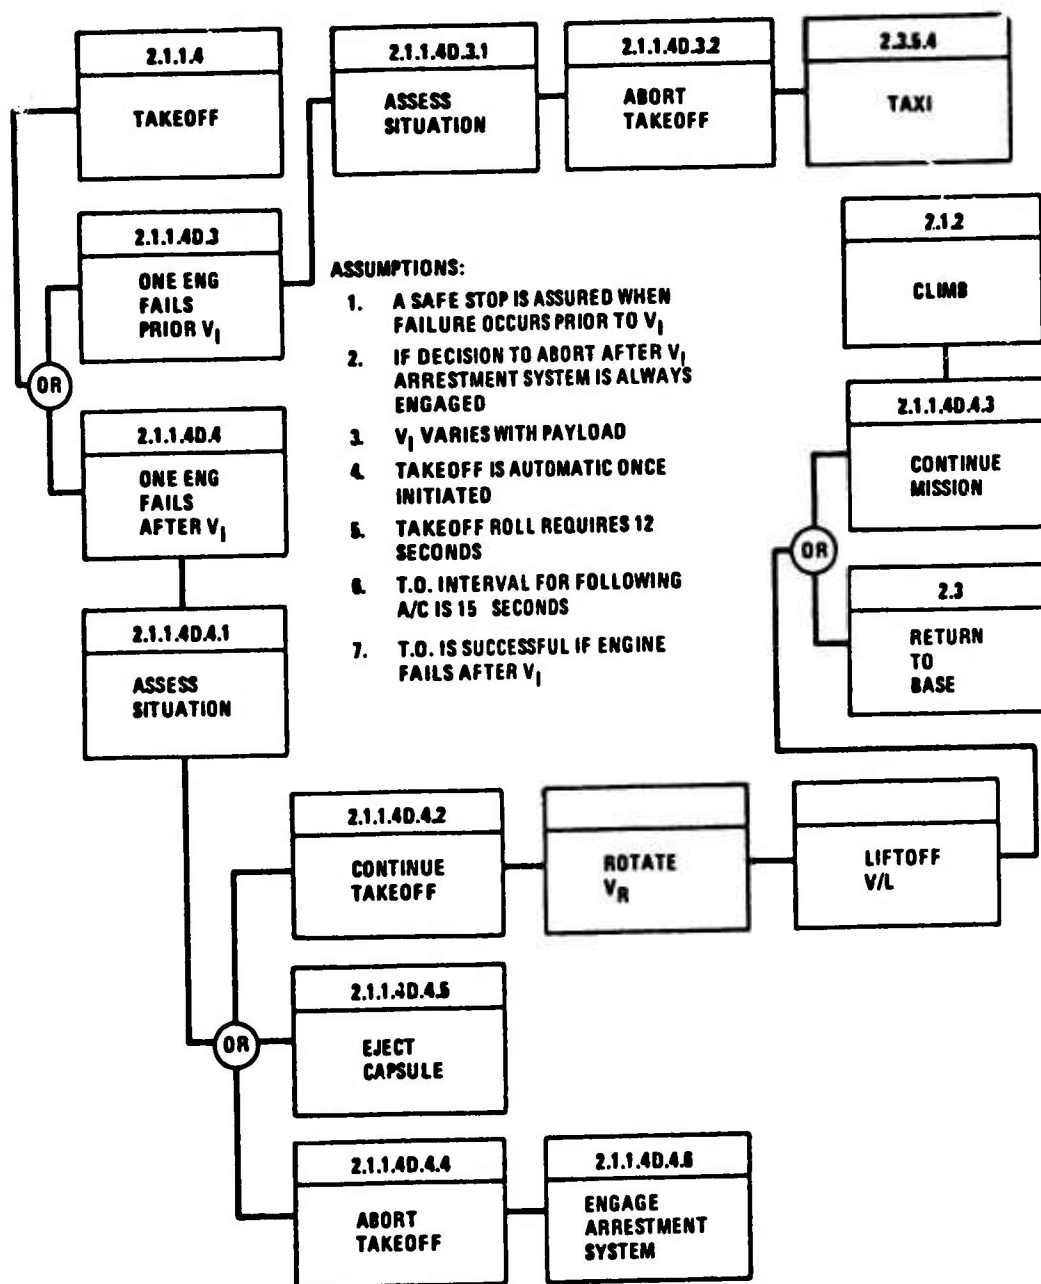 2.1.1.4
TAKEOFF
2.1.1.4D.3.1
ASSESS
SITUATION
2.1.1.4D.3.2
ABORT
TAKEOFF
2.3.5.4
TAXI
2.1.1.4D.3
ONE ENG
FAILS
PRIOR V1
OR
2.1.1.4D.4
ONE ENG
FAILS
AFTER V1
2.1.1.4D.4.1
ASSESS
SITUATION
ASSUMPTIONS:
1. A SAFE STOP IS ASSURED WHEN
FAILURE OCCURS PRIOR TO V1
2. IF DECISION TO ABORT AFTER V1
ARRESTMENT SYSTEM IS ALWAYS
ENGAGED
3. V1 VARIES WITH PAYLOAD
4. TAKEOFF IS AUTOMATIC ONCE
INITIATED
5. TAKEOFF ROLL REQUIRES 12
SECONDS
6. T.O. INTERVAL FOR FOLLOWING
A/C IS 15 SECONDS
7. T.O. IS SUCCESSFUL IF ENGINE
FAILS AFTER V1
2.1.2
CLIMB
2.1.1.4D.4.3
CONTINUE
MISSION
OR
2.3
RETURN
TO
BASE
2.1.1.4D.4.2
CONTINUE
TAKEOFF
ROTATE
VR
LIFTOFF
V/L
OR
2.1.1.4D.4.5
EJECT
CAPSULE
2.1.1.4D.4.4
ABORT
TAKEOFF
2.1.1.4D.4.6
ENGAGE
ARRESTMENT
SYSTEM